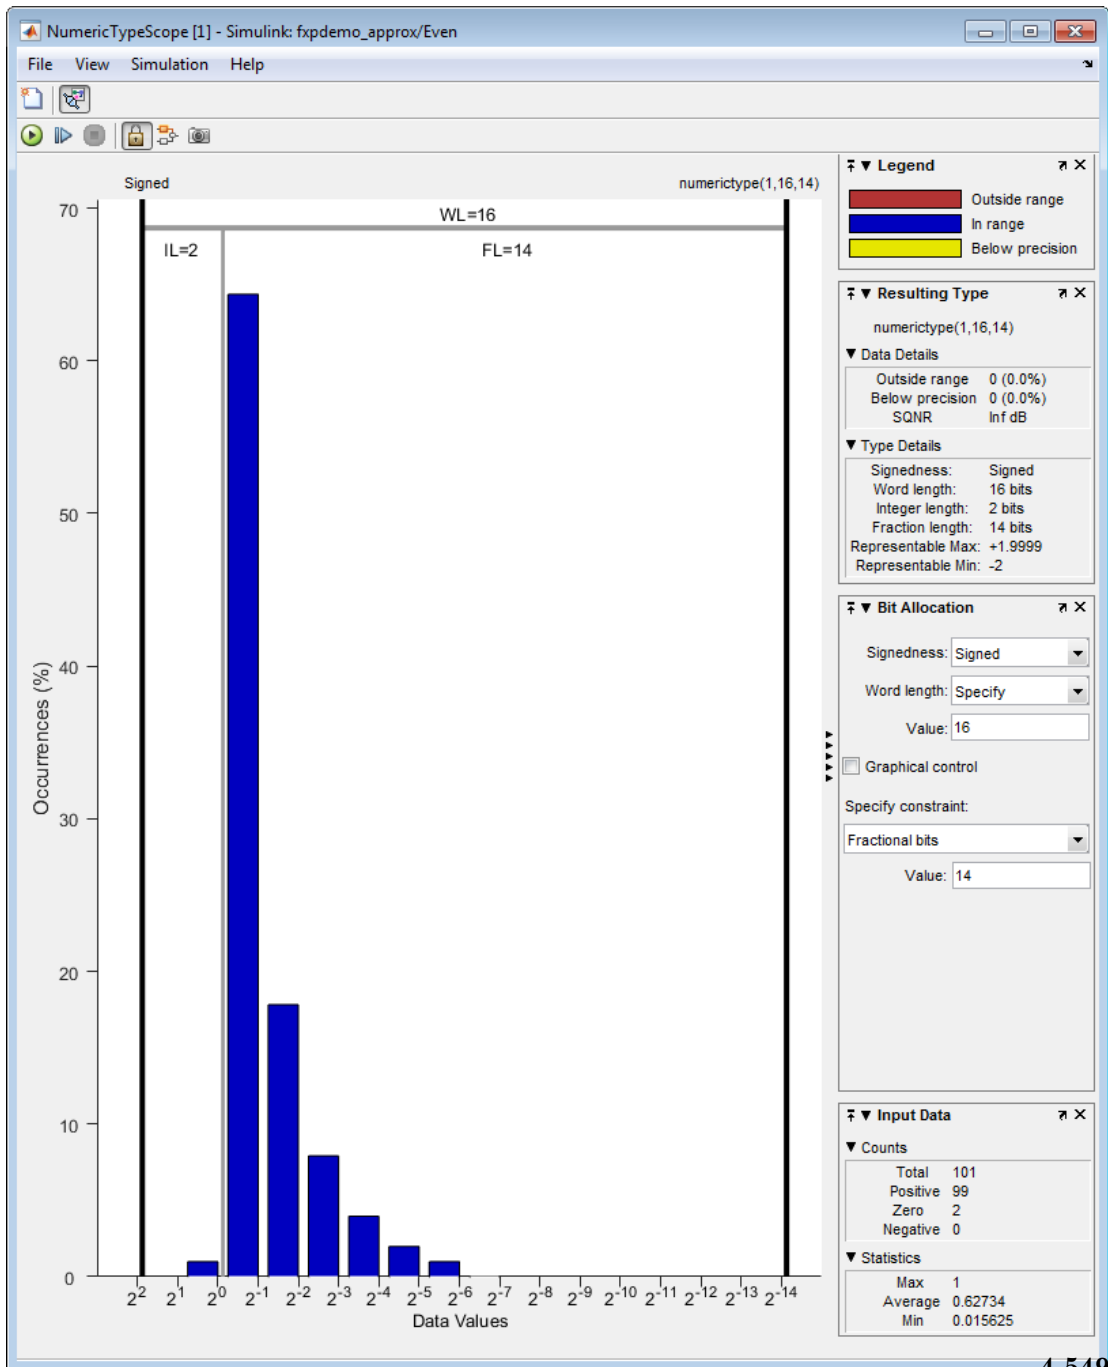 NumericTypeScope [1] - Simulink: fxpdemo_approx/Even
File View Simulation Help
Signed numerictype(1,16,14)
WL=16
IL=2 FL=14
70
60
50
40
30
20
10
0
Occurrences (%)
2^2 2^1 2^0 2^-1 2^-2 2^-3 2^-4 2^-5 2^-6 2^-7 2^-8 2^-9 2^-10 2^-11 2^-12 2^-13 2^-14
Data Values
Legend
Outside range
In range
Below precision
Resulting Type
numerictype(1,16,14)
Data Details
Outside range 0 (0.0%)
Below precision 0 (0.0%)
SQNR Inf dB
Type Details
Signedness: Signed
Word length: 16 bits
Integer length: 2 bits
Fraction length: 14 bits
Representable Max: +1.9999
Representable Min: -2
Bit Allocation
Signedness: Signed
Word length: Specify
Value: 16
Graphical control
Specify constraint:
Fractional bits
Value: 14
Input Data
Counts
Total 101
Positive 99
Zero 2
Negative 0
Statistics
Max 1
Average 0.62734
Min 0.015625